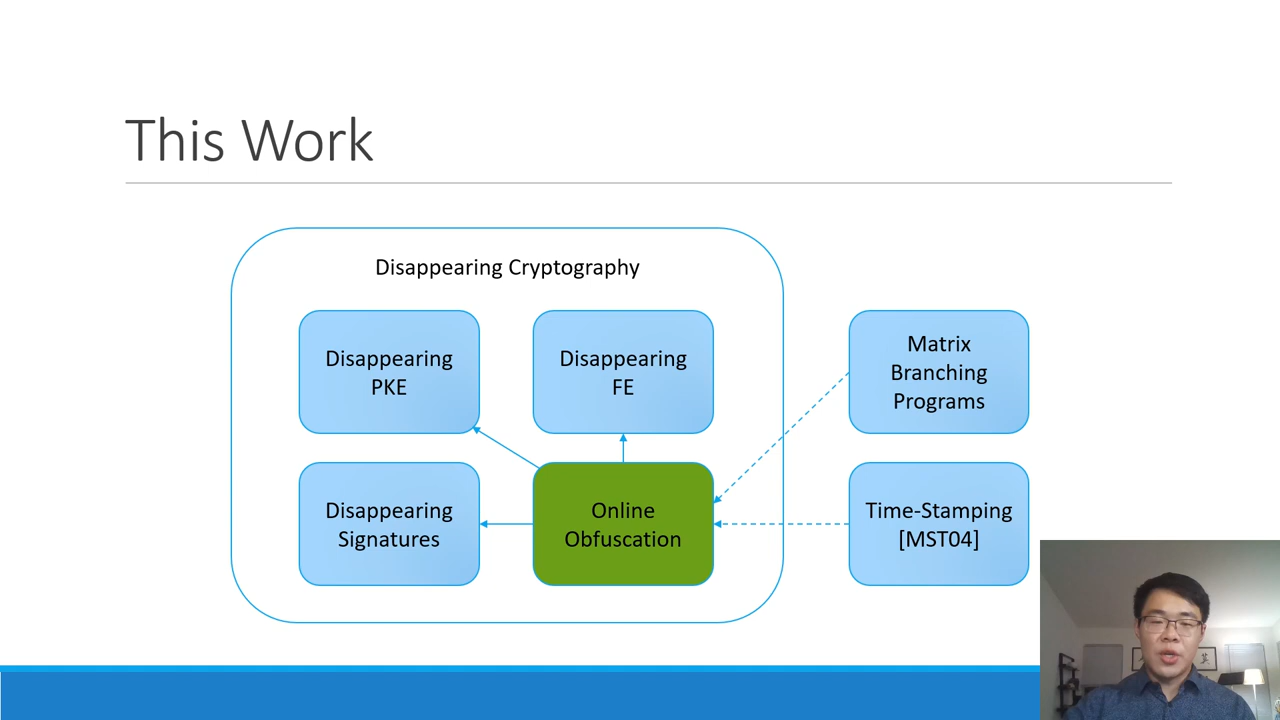 This Work
Disappearing Cryptography
Disappearing
PKE
Disappearing
FE
Matrix
Branching
Programs
Disappearing
Signatures
Online
Obfuscation
Time-Stamping
[MST04]